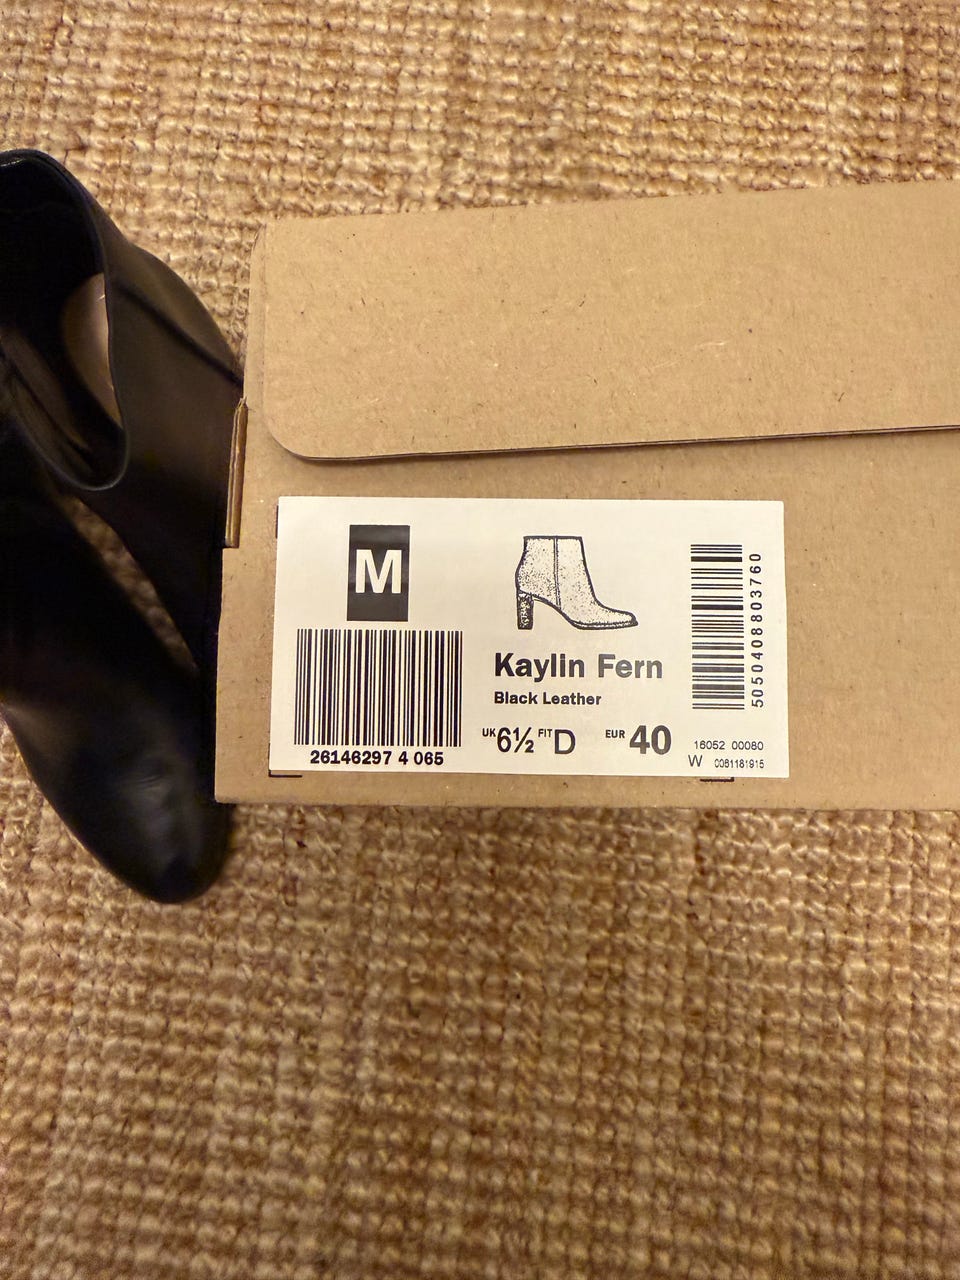 M
26146297 4 065
Kaylin Fern
Black Leather
UK 6½ FIT D EUR 40
5050408803760
16052 00080
W 0081181915